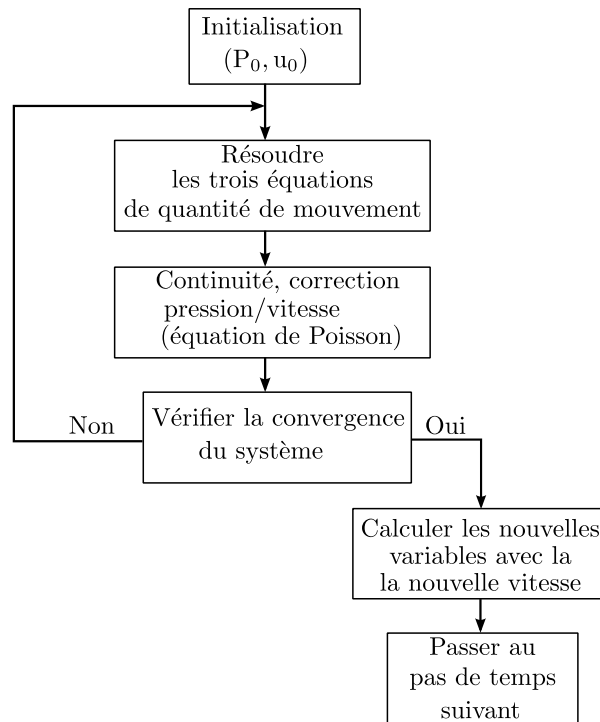 Initialisation
(P₀, u₀)
Résoudre
les trois équations
de quantité de mouvement
Continuité, correction
pression/vitesse
(équation de Poisson)
Non
Vérifier la convergence
du système
Oui
Calculer les nouvelles
variables avec la
la nouvelle vitesse
Passer au
pas de temps
suivant